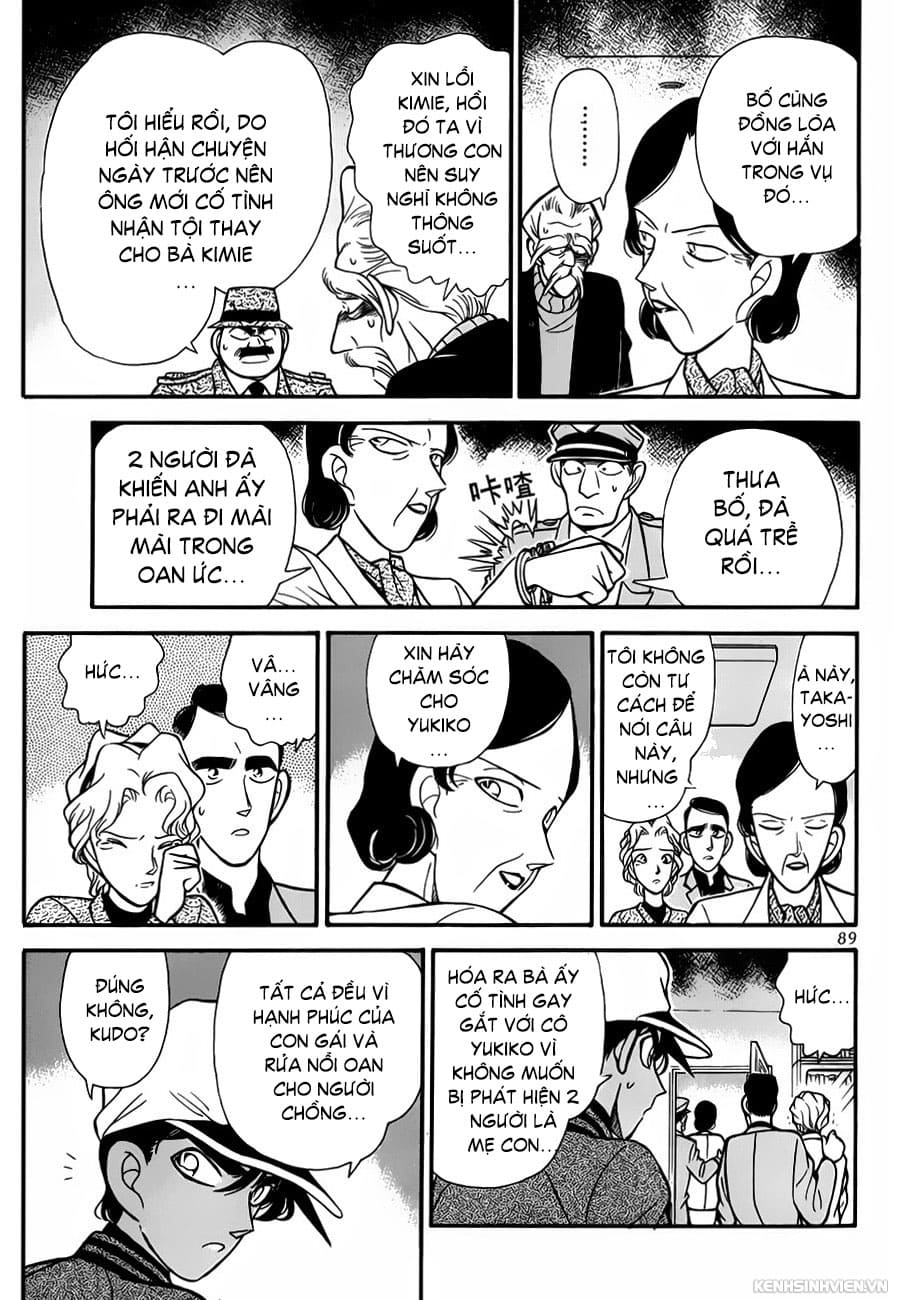 BỐ CŨNG
ĐỒNG LÕA
VỚI HẮN
TRONG VỤ
ĐÓ...
.........
XIN LỖI
KIMIE, HỒI
ĐÓ TA VÌ
THƯƠNG CON
NÊN SUY
NGHĨ KHÔNG
THÔNG
SUỐT...
TÔI HIỂU RỒI, DO
HỐI HẬN CHUYỆN
NGÀY TRƯỚC NÊN
ÔNG MỚI CỐ TÌNH
NHẬN TỘI THAY
CHO BÀ KIMIE
...
THƯA
BỐ, ĐÃ
QUÁ TRỄ
RỒI...
咔喳
2 NGƯỜI ĐÃ
KHIẾN ANH ẤY
PHẢI RA ĐI MÃI
MÃI TRONG
OAN ỨC...
À NÀY,
TAKA-
YOSHI
...
TÔI KHÔNG
CÒN TƯ
CÁCH ĐỂ
NÓI CÂU
NÀY,
NHƯNG
...
XIN HÃY
CHĂM SÓC
CHO
YUKIKO
...
VÂ...
VÂNG
HỨC...
89
HỨC...
HÓA RA BÀ ẤY
CỐ TÌNH GAY
GẮT VỚI CÔ
YUKIKO VÌ
KHÔNG MUỐN
BỊ PHÁT HIỆN 2
NGƯỜI LÀ
MẸ CON...
TẤT CẢ ĐỀU VÌ
HẠNH PHÚC CỦA
CON GÁI VÀ
RỬA NỖI OAN
CHO NGƯỜI
CHỒNG...
ĐÚNG
KHÔNG,
KUDO?
KENHSINHVIEN.VN